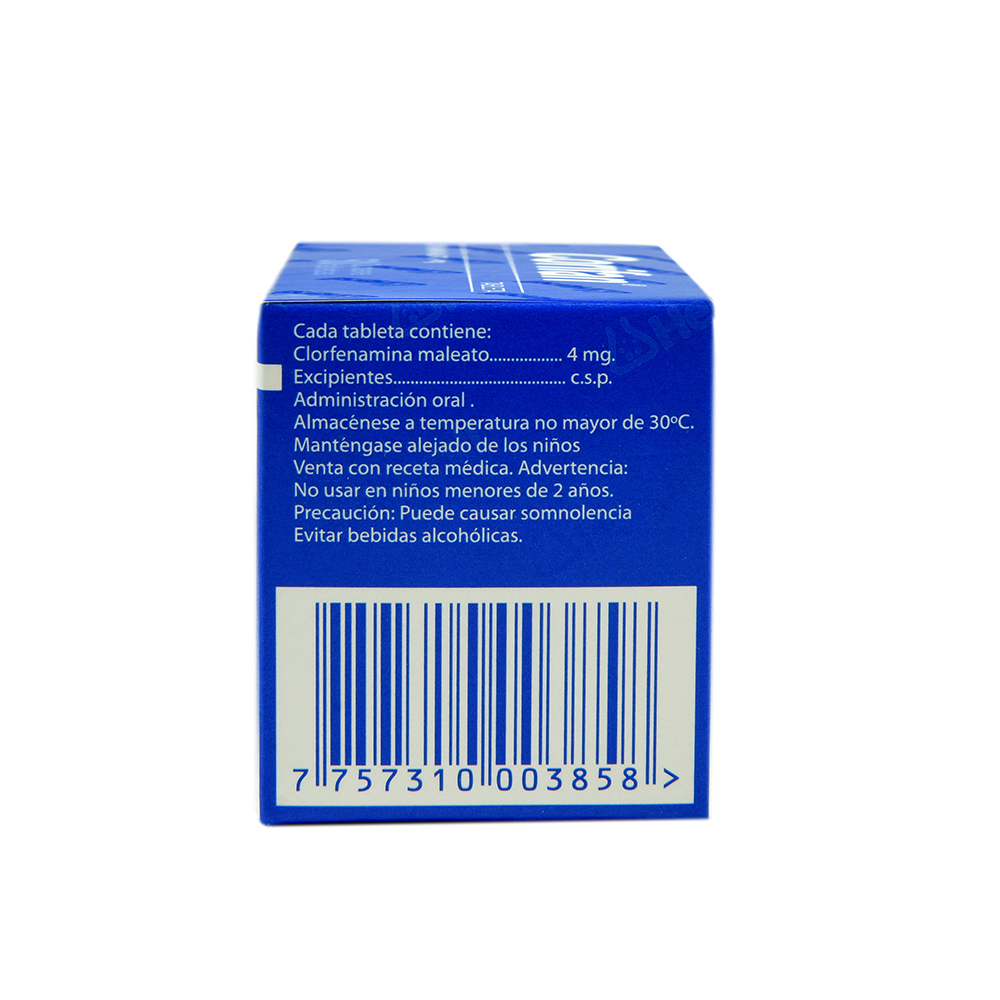 Cada tableta contiene:
Clorfenamina maleato................. 4 mg.
Excipientes........................................ c.s.p.
Administración oral .
Almacénese a temperatura no mayor de 30ºC.
Manténgase alejado de los niños
Venta con receta médica. Advertencia:
No usar en niños menores de 2 años.
Precaución: Puede causar somnolencia
Evitar bebidas alcohólicas.
7 757310 003858 >